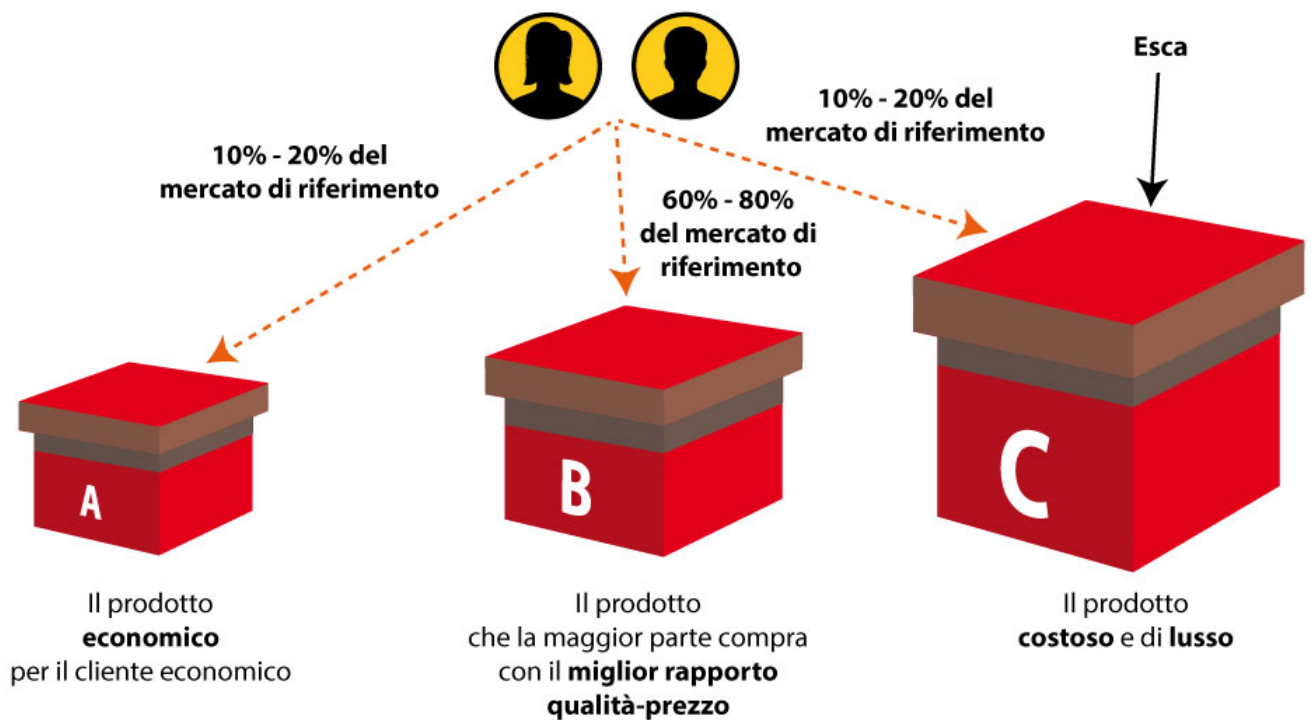 Esca
10% - 20% del
mercato di riferimento
60% - 80%
del mercato di
riferimento
10% - 20% del
mercato di riferimento
A
B
C
Il prodotto
economico
per il cliente economico
Il prodotto
che la maggior parte compra
con il miglior rapporto
qualità-prezzo
Il prodotto
costoso e di lusso